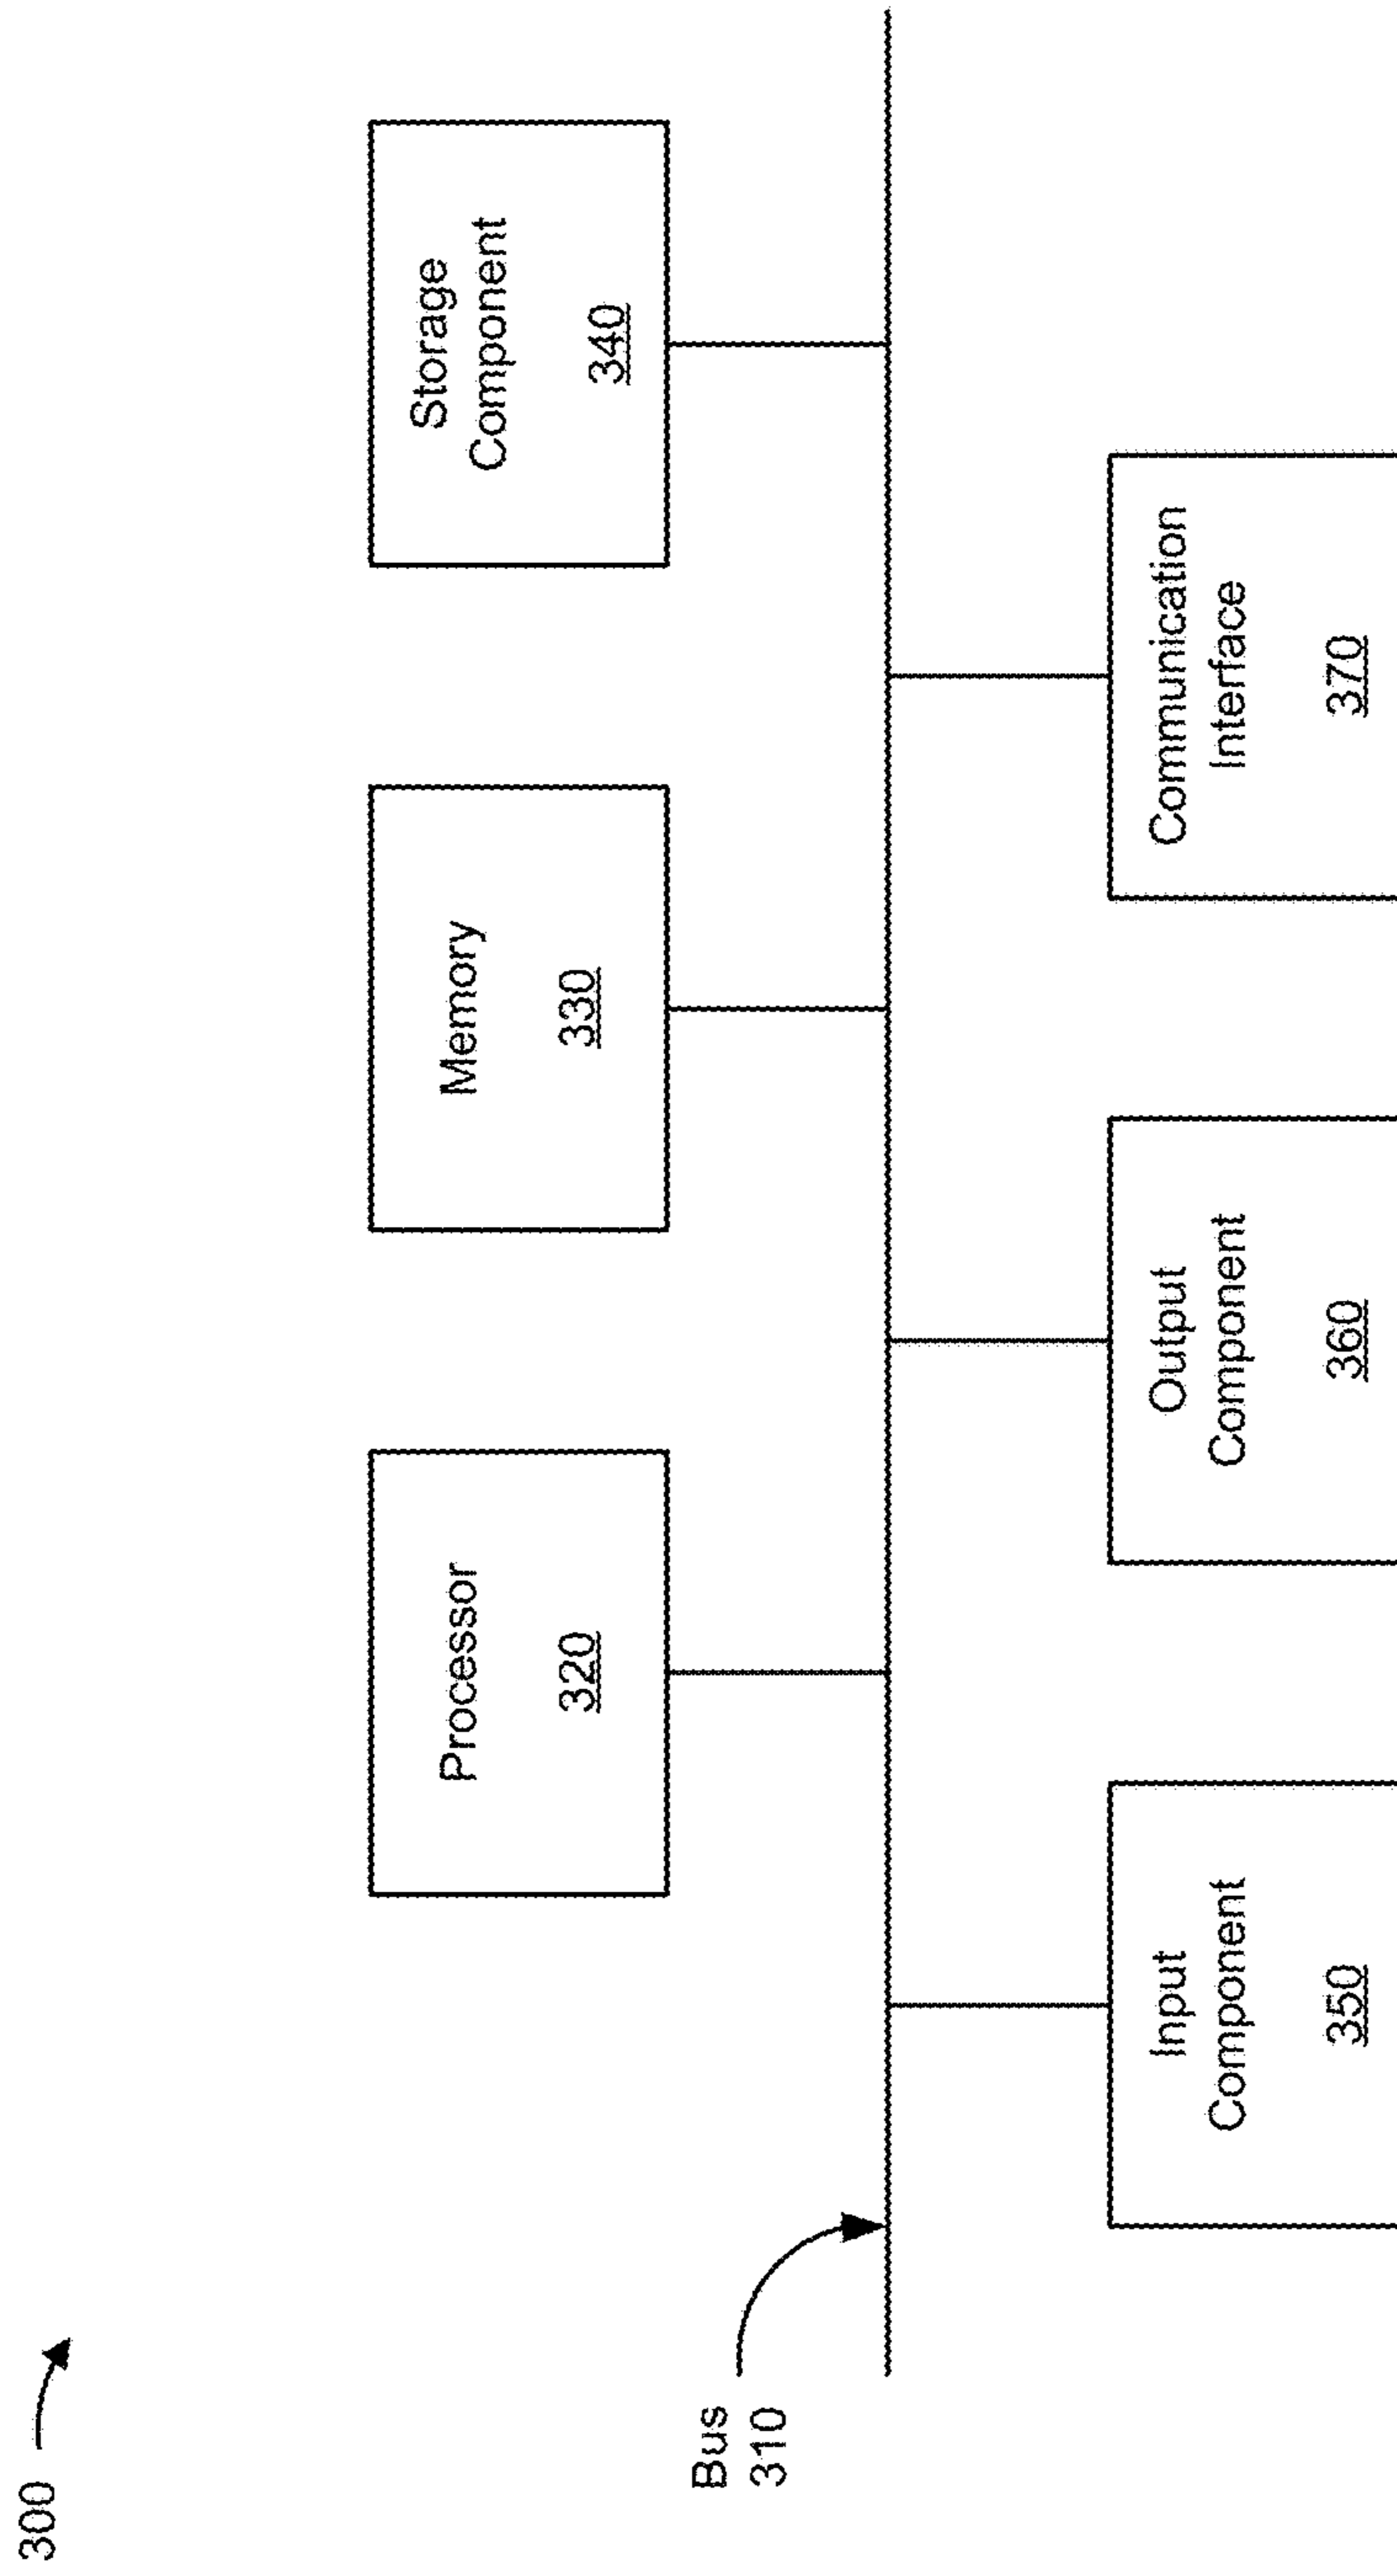 300
Processor
320
Memory
330
Storage
Component
340
Bus
310
Input
Component
350
Output
Component
360
Communication
Interface
370